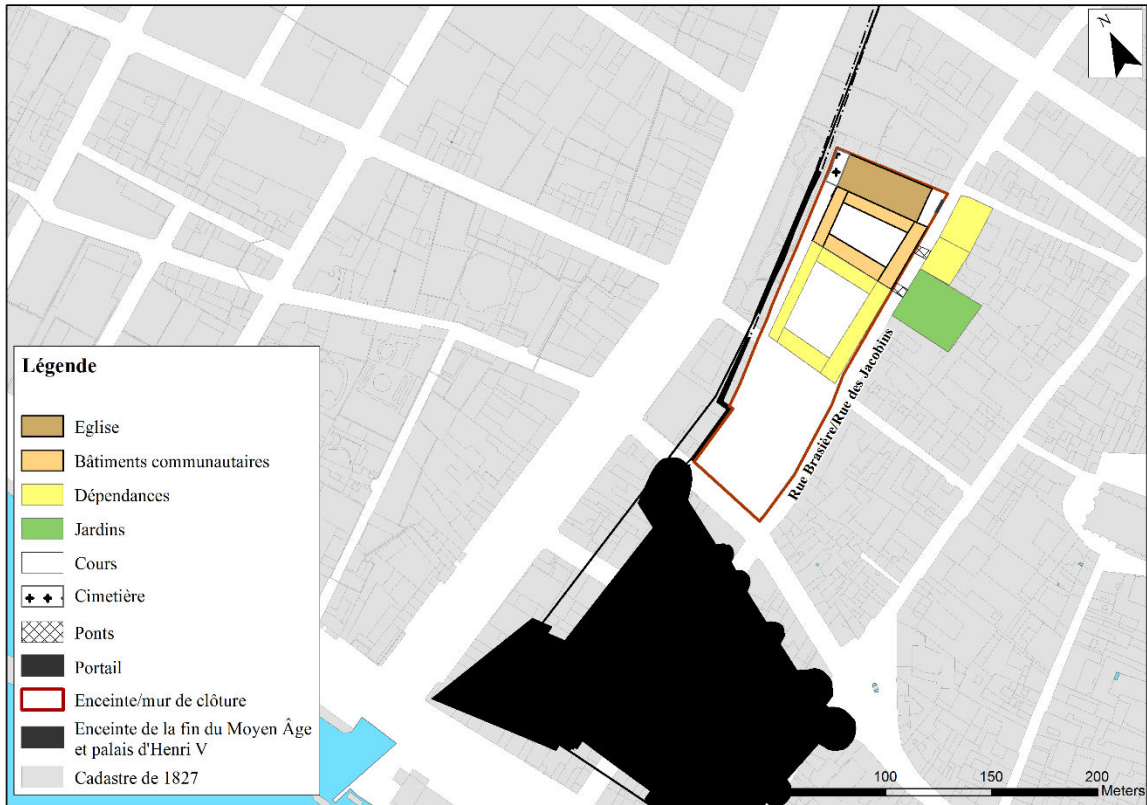 N
Rue Brasière/Rue des Jacobins
Légende
Eglise
Bâtiments communautaires
Dépendances
Jardins
Cours
Cimetière
Ponts
Portail
Enceinte/mur de clôture
Enceinte de la fin du Moyen Âge
et palais d'Henri V
Cadastre de 1827
100 150 200
Meters